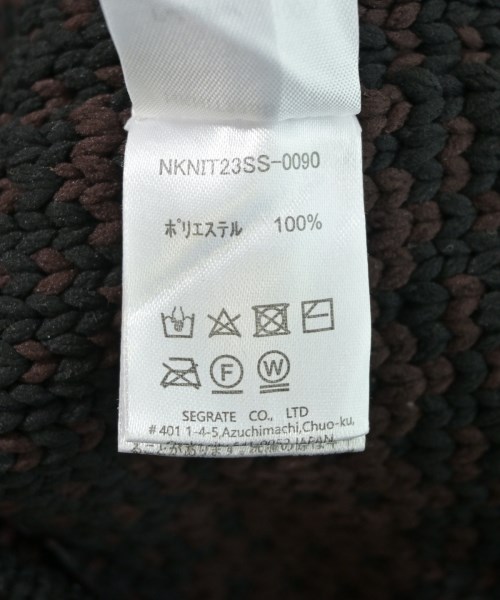 NKNIT23SS-0090
ポリエステル 100%
F W
SEGRATE CO., LTD
# 401 1-4-5,Azuchimachi,Chuo-ku,
JAPAN